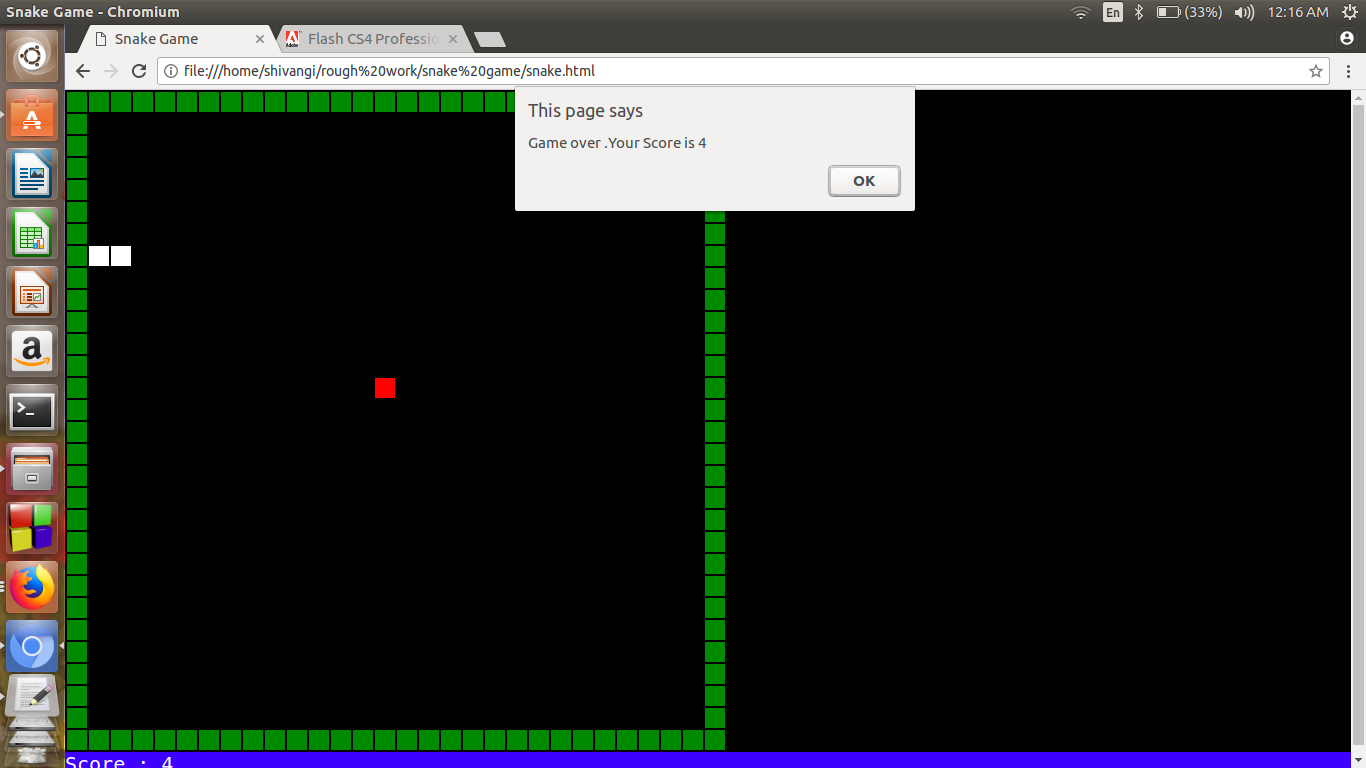 Snake Game - Chromium
En
(33%)
12:16 AM
Snake Game
Flash CS4 Professio
file:///home/shivangi/rough%20work/snake%20game/snake.html
This page says
Game over .Your Score is 4
OK
Score : 4